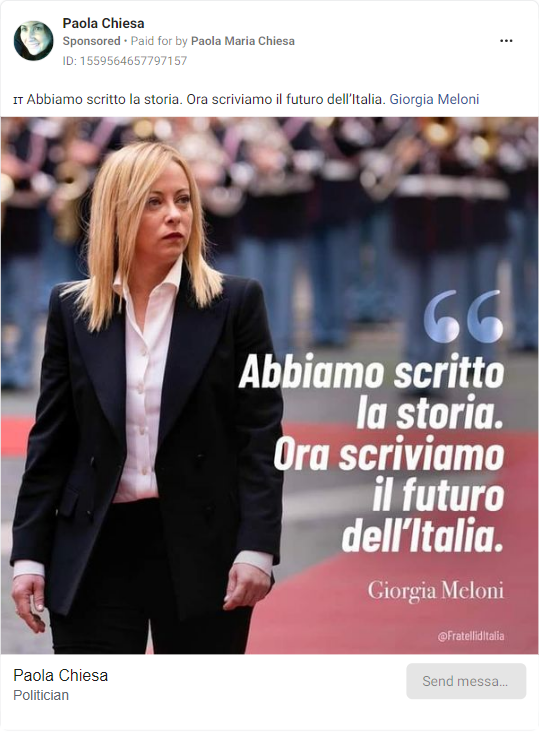 Paola Chiesa
Sponsored • Paid for by Paola Maria Chiesa
ID: 1559564657797157
IT Abbiamo scritto la storia. Ora scriviamo il futuro dell'Italia. Giorgia Meloni
Abbiamo scritto
la storia.
Ora scriviamo
il futuro
dell'Italia.
Giorgia Meloni
@FratellidItalia
Paola Chiesa
Politician
Send messa...